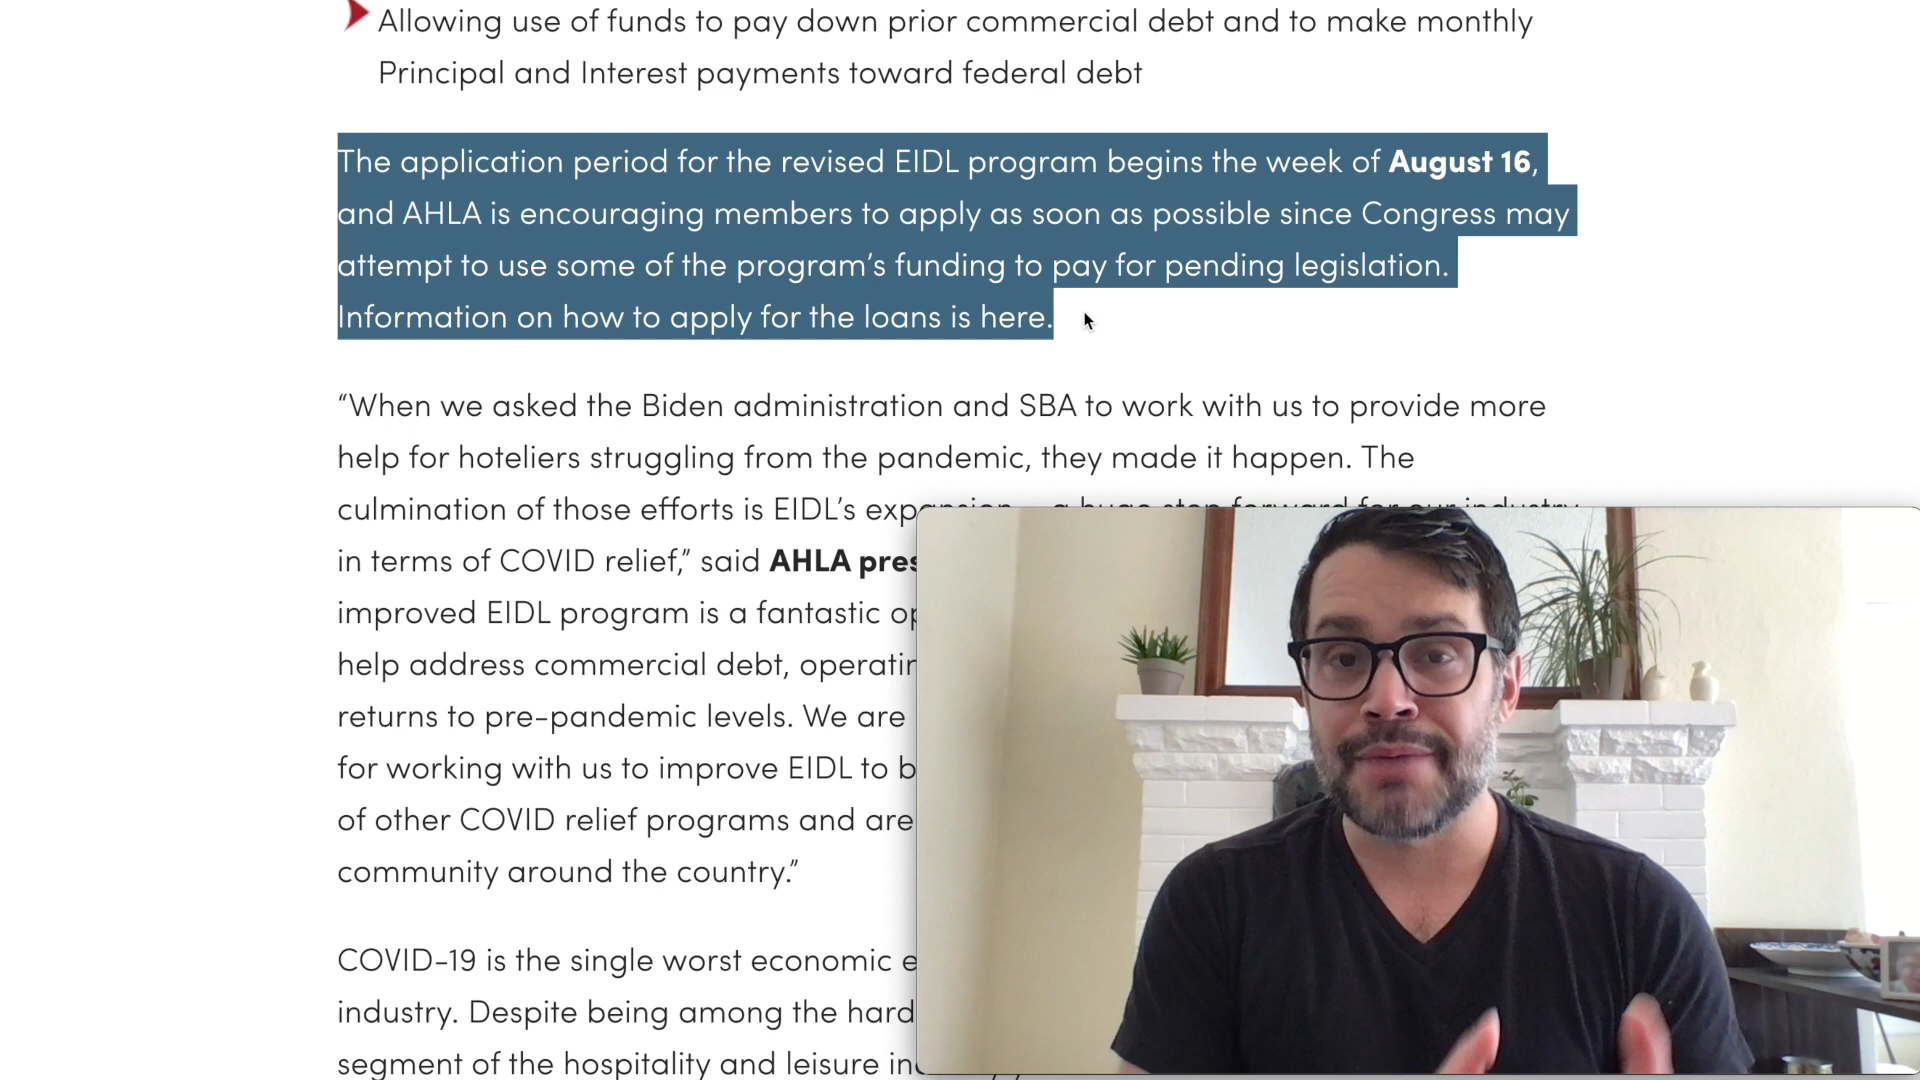 Allowing use of funds to pay down prior commercial debt and to make monthly
Principal and Interest payments toward federal debt
The application period for the revised EIDL program begins the week of August 16,
and AHLA is encouraging members to apply as soon as possible since Congress may
attempt to use some of the program’s funding to pay for pending legislation.
Information on how to apply for the loans is here.
“When we asked the Biden administration and SBA to work with us to provide more
help for hoteliers struggling from the pandemic, they made it happen. The
culmination of those efforts is EIDL’s expansion – a huge step forward for our industry
in terms of COVID relief,” said AHLA
improved EIDL program is a fantastic
help address commercial debt,
returns to pre-pandemic levels. We are
for working with us to improve EIDL to
of other COVID relief programs and are
community around the country.”
COVID-19 is the single worst economic
industry. Despite being among the
segment of the hospitality and leisure